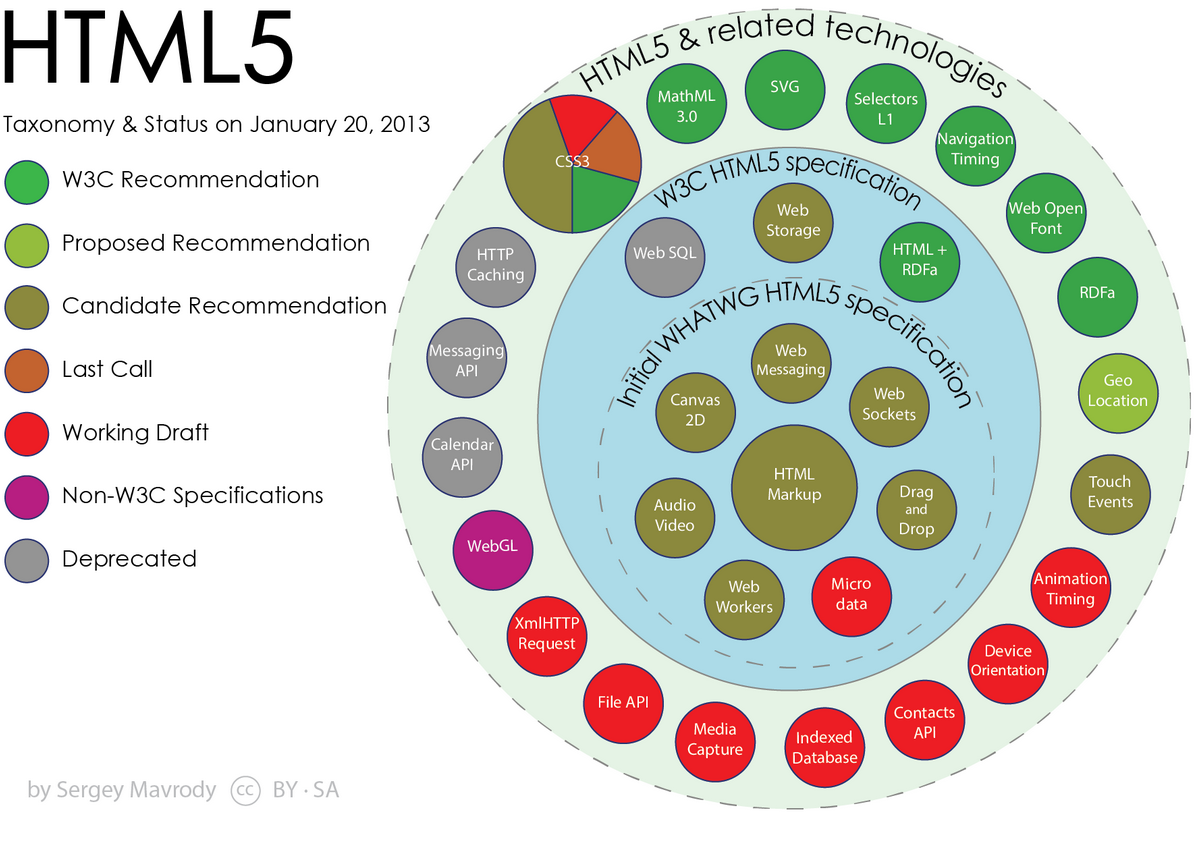 HTML5
Taxonomy & Status on January 20, 2013
W3C Recommendation
Proposed Recommendation
Candidate Recommendation
Last Call
Working Draft
Non-W3C Specifications
Deprecated
by Sergey Mavrody cc BY · SA
HTML5 & related technologies
CSS3
MathML
3.0
SVG
Selectors
L1
Navigation
Timing
Web Open
Font
RDFa
Geo
Location
Touch
Events
Animation
Timing
Device
Orientation
Contacts
API
Indexed
Database
Media
Capture
File API
XmlHTTP
Request
WebGL
Calendar
API
Messaging
API
HTTP
Caching
W3C HTML5 specification
Web SQL
Web
Storage
HTML +
RDFa
Initial WHATWG HTML5 specification
Web
Messaging
Web
Sockets
Canvas
2D
HTML
Markup
Drag
and
Drop
Audio
Video
Web
Workers
Micro
data